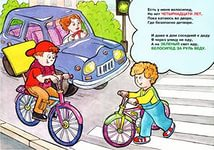 Есть у меня велосипед,
Но нет ЧЕТЫРНАДЦАТИ ЛЕТ,
Пока катаюсь во дворе,
Где безопасно детворе.
И даже в дом соседний к деду
Я через улицу не еду,
А на ЗЕЛЕНЫЙ свет иду,
ВЕЛОСИПЕД ЗА РУЛЬ ВЕДУ.